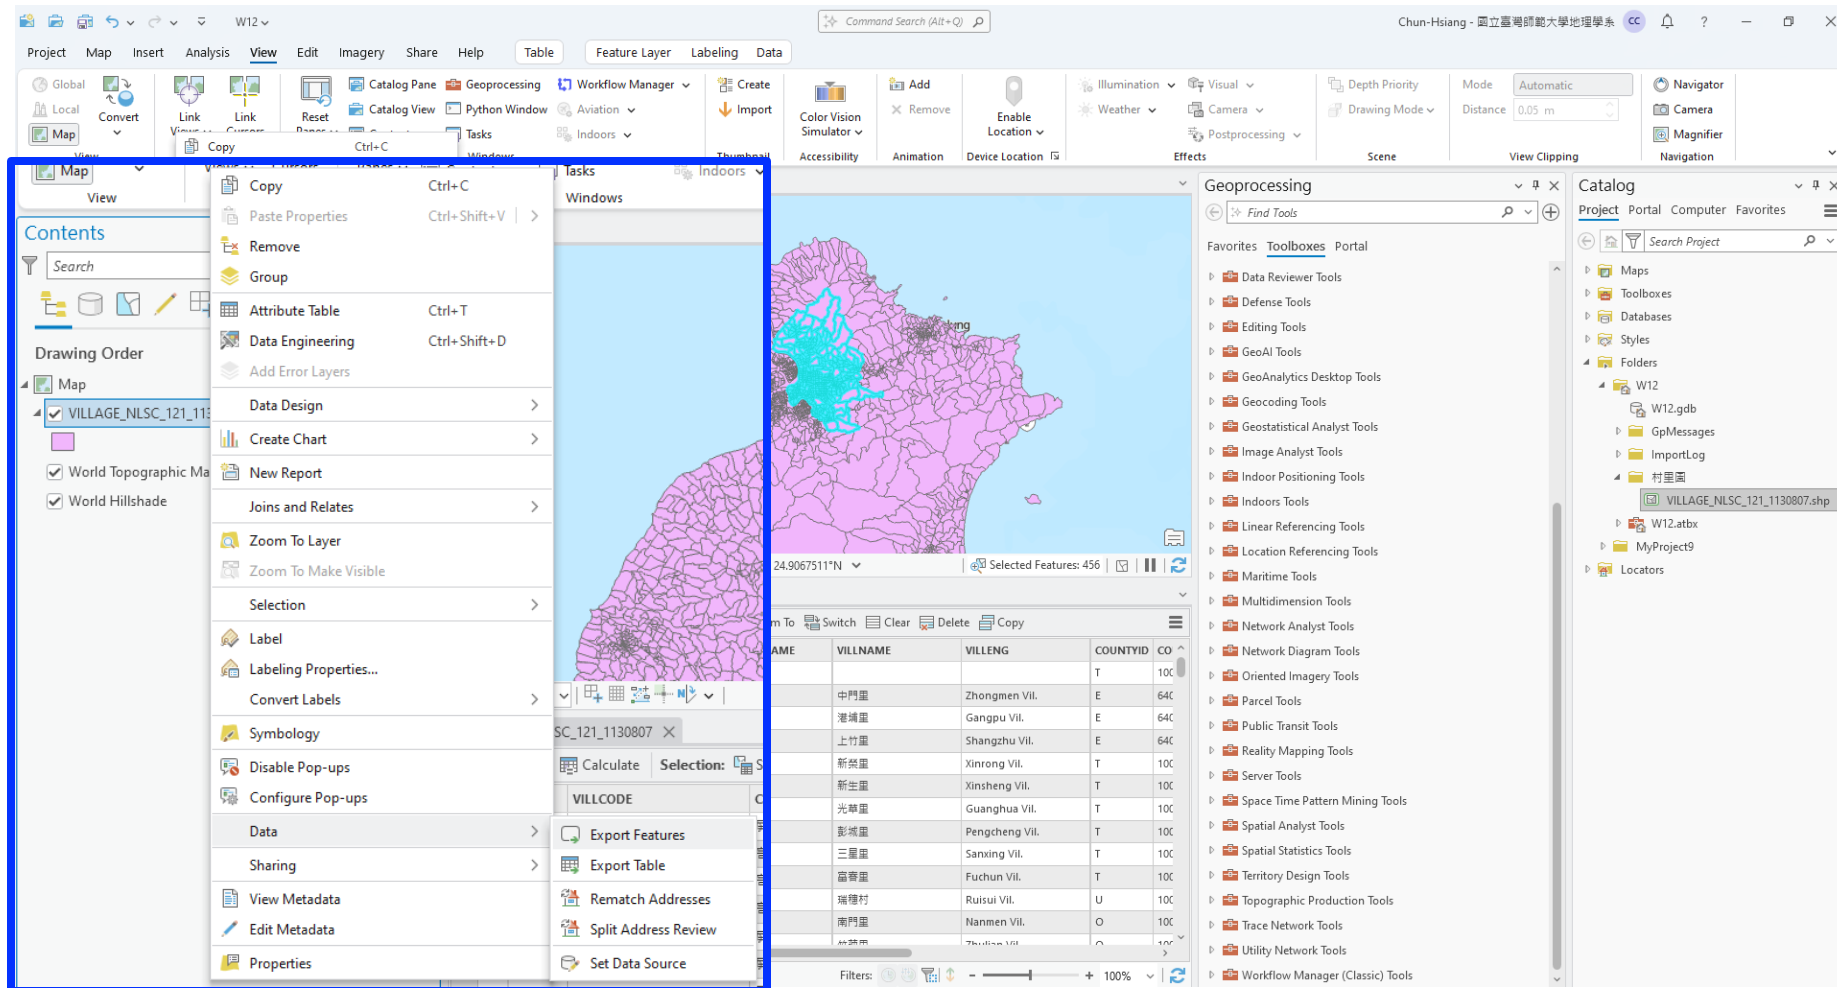 W12
Command Search (Alt+Q)
Chun-Hsiang - 國立臺灣師範大學地理學系
CC
Project Map Insert Analysis View Edit Imagery Share Help Table Feature Layer Labeling Data
Global
Local
Map
Convert
Link
Link
Reset
Catalog Pane
Catalog View
Geoprocessing
Python Window
Tasks
Windows
Workflow Manager
Aviation
Indoors
Create
Import
Thumbnail
Color Vision
Simulator
Accessibility
Add
Remove
Animation
Enable
Location
Device Location
Illumination
Weather
Visual
Camera
Postprocessing
Effects
Depth Priority
Drawing Mode
Scene
Mode Automatic
Distance 0.05 m
View Clipping
Navigator
Camera
Magnifier
Navigation
Copy Ctrl+C
Map
View
Tasks
Indoors
Windows
Contents
Search
Drawing Order
Map
VILLAGE_NLSC_121_113
World Topographic Ma
World Hillshade
Copy Ctrl+C
Paste Properties Ctrl+Shift+V
Remove
Group
Attribute Table Ctrl+T
Data Engineering Ctrl+Shift+D
Add Error Layers
Data Design
Create Chart
New Report
Joins and Relates
Zoom To Layer
Zoom To Make Visible
Selection
Label
Labeling Properties...
Convert Labels
Symbology
Disable Pop-ups
Configure Pop-ups
Data
Sharing
View Metadata
Edit Metadata
Properties
Export Features
Export Table
Rematch Addresses
Split Address Review
Set Data Source
SC_121_1130807
Calculate Selection:
VILLCODE
24.9067511°N
Selected Features: 456
m To Switch Clear Delete Copy
AME VILLNAME VILLENG COUNTYID CO
T 100
中門里 Zhongmen Vil. E 640
港埔里 Gangpu Vil. E 640
上竹里 Shangzhu Vil. E 640
新榮里 Xinrong Vil. T 100
新生里 Xinsheng Vil. T 100
光華里 Guanghua Vil. T 100
彭城里 Pengcheng Vil. T 100
三星里 Sanxing Vil. T 100
富春里 Fuchun Vil. T 100
瑞穗村 Ruisui Vil. U 100
南門里 Nanmen Vil. O 100
Filters: 100%
Geoprocessing
Find Tools
Favorites Toolboxes Portal
Data Reviewer Tools
Defense Tools
Editing Tools
GeoAI Tools
GeoAnalytics Desktop Tools
Geocoding Tools
Geostatistical Analyst Tools
Image Analyst Tools
Indoor Positioning Tools
Indoors Tools
Linear Referencing Tools
Location Referencing Tools
Maritime Tools
Multidimension Tools
Network Analyst Tools
Network Diagram Tools
Oriented Imagery Tools
Parcel Tools
Public Transit Tools
Reality Mapping Tools
Server Tools
Space Time Pattern Mining Tools
Spatial Analyst Tools
Spatial Statistics Tools
Territory Design Tools
Topographic Production Tools
Trace Network Tools
Utility Network Tools
Workflow Manager (Classic) Tools
Catalog
Project Portal Computer Favorites
Search Project
Maps
Toolboxes
Databases
Styles
Folders
W12
W12.gdb
GpMessages
ImportLog
村里圖
VILLAGE_NLSC_121_1130807.shp
W12.atbx
MyProject9
Locators